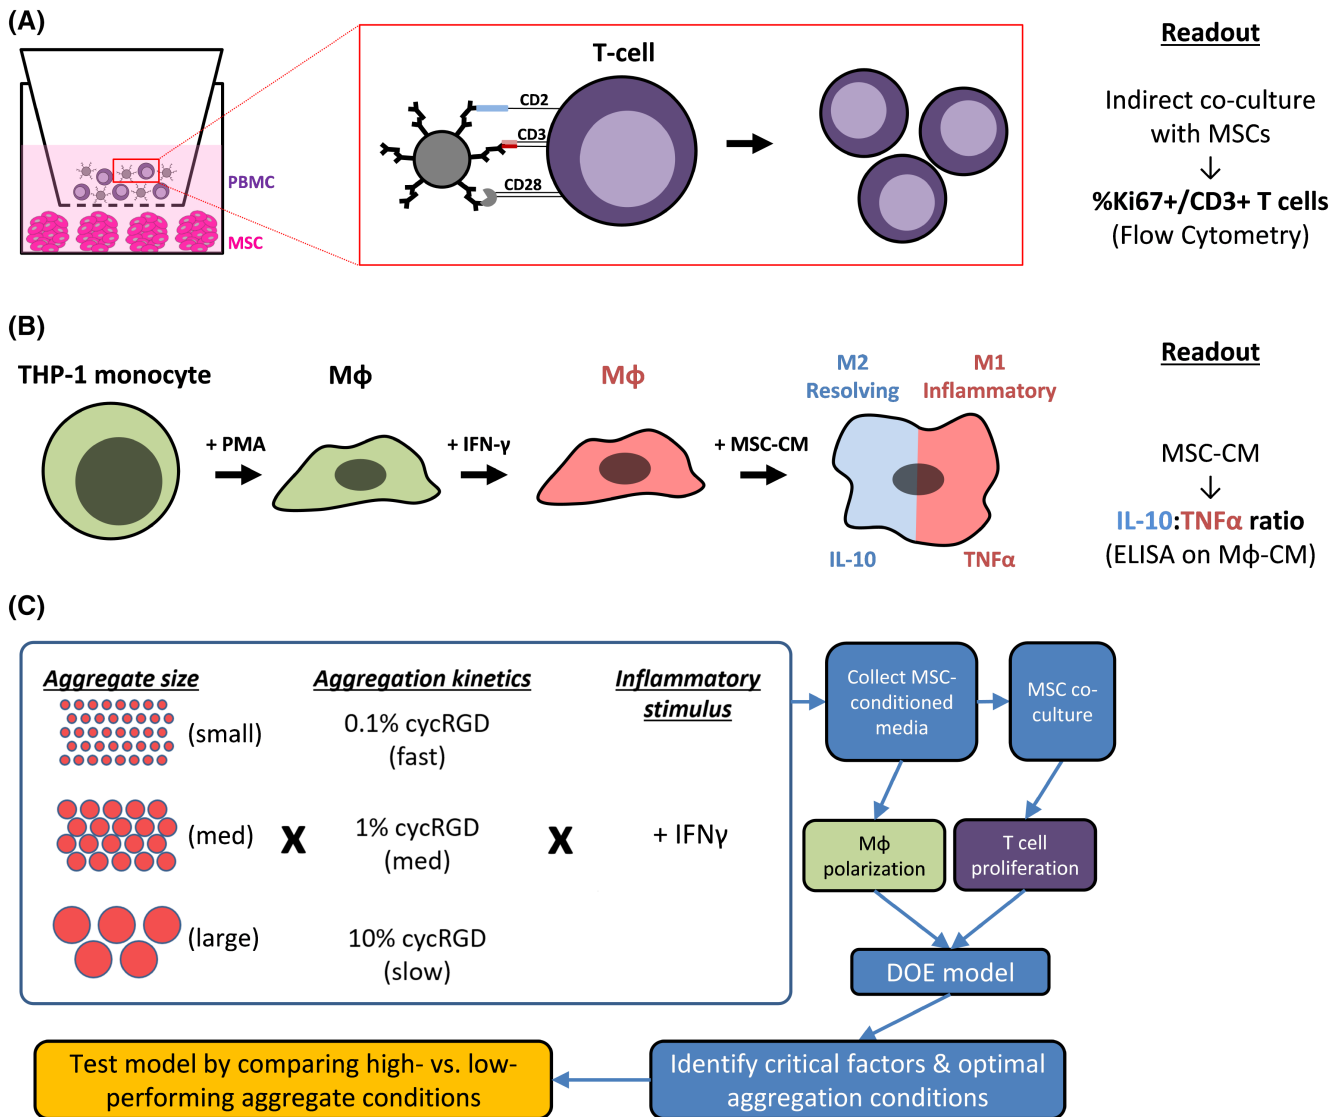 (A)
T-cell
CD2
CD3
CD28
PBMC
MSC
Readout
Indirect co-culture
with MSCs
↓
%Ki67+/CD3+ T cells
(Flow Cytometry)
(B)
THP-1 monocyte
+ PMA
Mϕ
+ IFN-γ
Mϕ
+ MSC-CM
M2
Resolving
M1
Inflammatory
IL-10
TNFα
Readout
MSC-CM
↓
IL-10:TNFα ratio
(ELISA on Mϕ-CM)
(C)
Aggregate size
(small)
(med)
(large)
X
Aggregation kinetics
0.1% cycRGD
(fast)
1% cycRGD
(med)
10% cycRGD
(slow)
X
Inflammatory
stimulus
+ IFNγ
Collect MSC-
conditioned
media
MSC co-
culture
Mϕ
polarization
T cell
proliferation
DOE model
Identify critical factors & optimal
aggregation conditions
Test model by comparing high- vs. low-
performing aggregate conditions